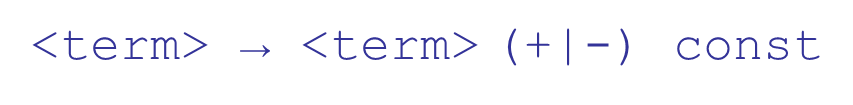 <term> → <term> (+|-) const